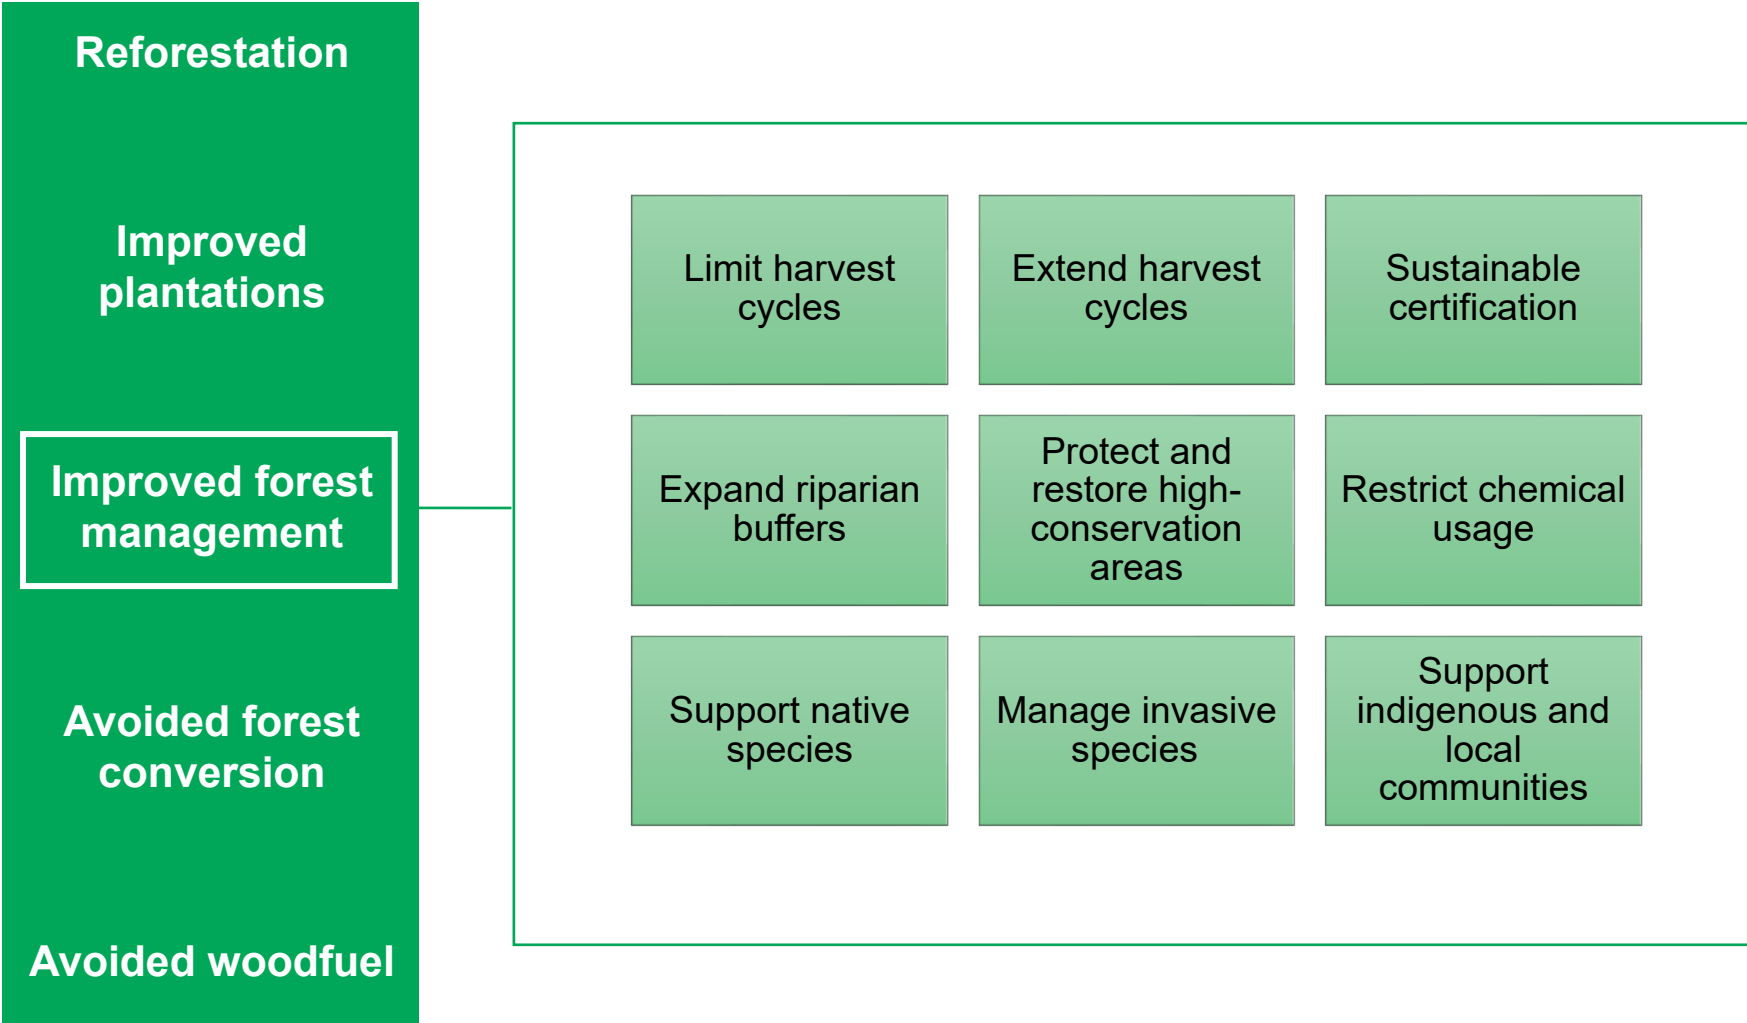 Reforestation
Improved
plantations
Improved forest
management
Avoided forest
conversion
Avoided woodfuel
Limit harvest
cycles
Extend harvest
cycles
Sustainable
certification
Expand riparian
buffers
Protect and
restore high-
conservation
areas
Restrict chemical
usage
Support native
species
Manage invasive
species
Support
indigenous and
local
communities